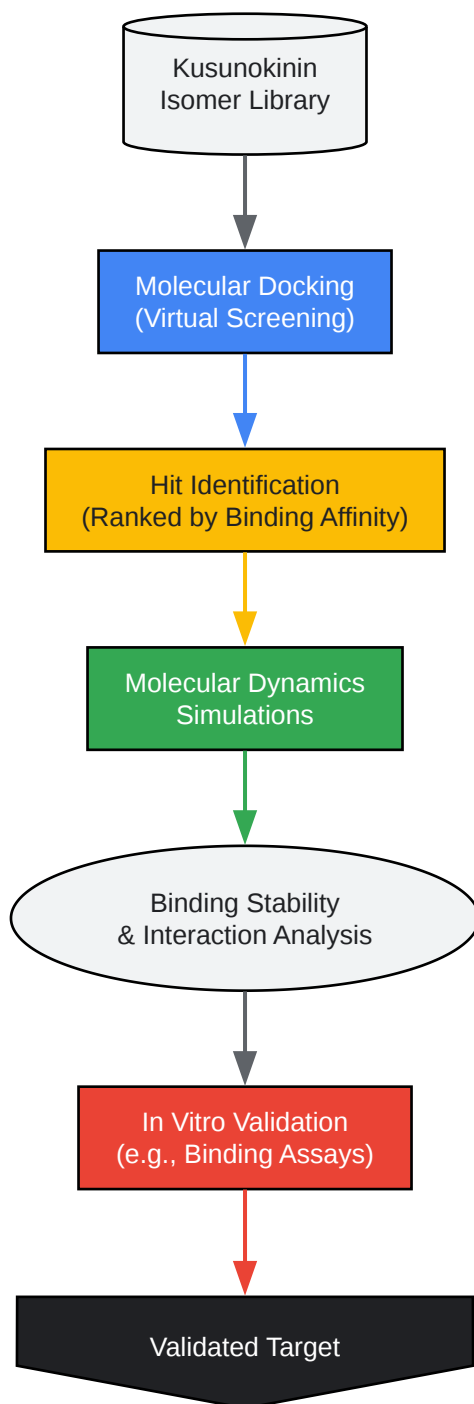 Kusunokinin
Isomer Library
Molecular Docking
(Virtual Screening)
Hit Identification
(Ranked by Binding Affinity)
Molecular Dynamics
Simulations
Binding Stability
& Interaction Analysis
In Vitro Validation
(e.g., Binding Assays)
Validated Target